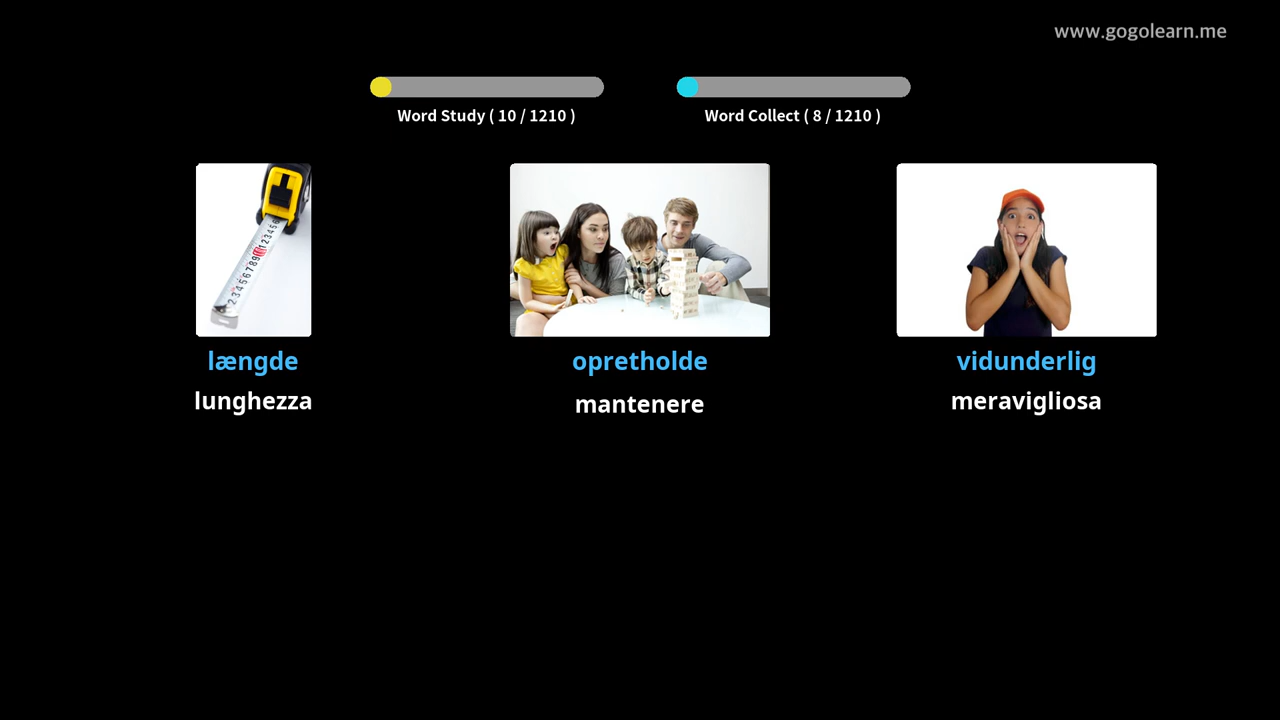 www.gogolearn.me
Word Study ( 10 / 1210 )
Word Collect ( 8 / 1210 )
længde
opretholde
vidunderlig
lunghezza
mantenere
meravigliosa